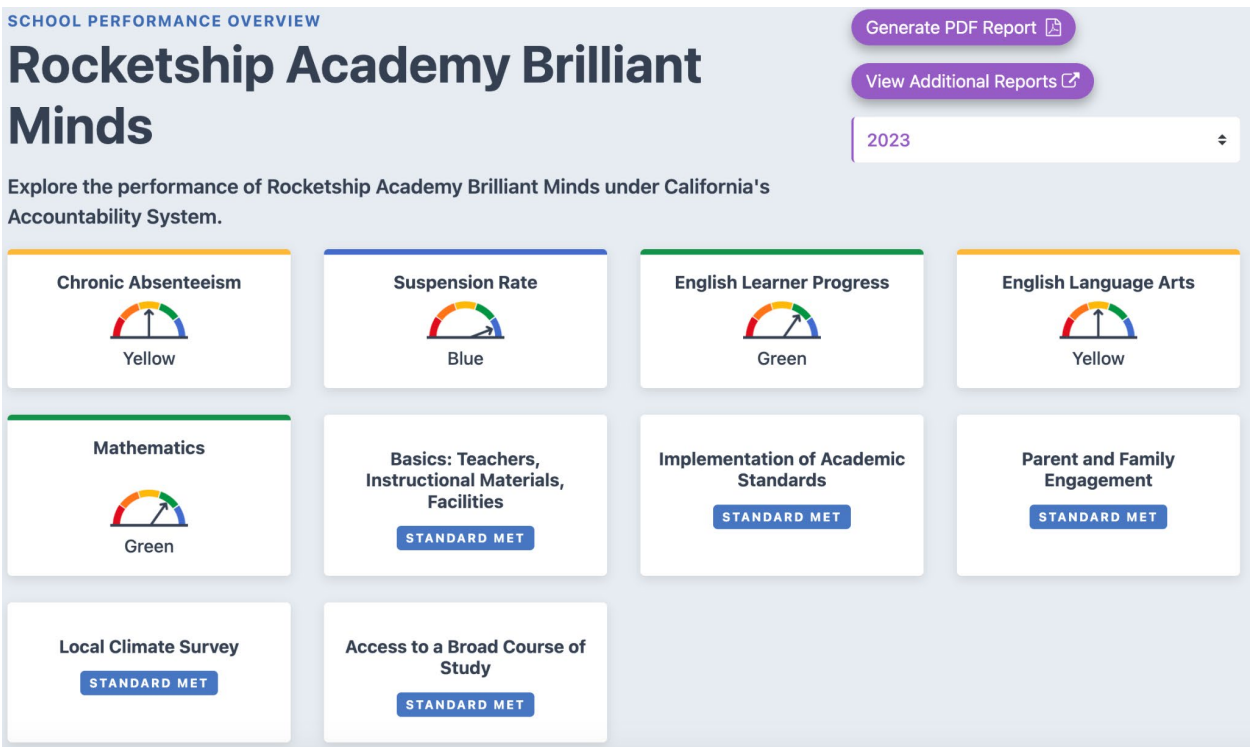 SCHOOL PERFORMANCE OVERVIEW
Rocketship Academy Brilliant
Minds
Explore the performance of Rocketship Academy Brilliant Minds under California's
Accountability System.
Generate PDF Report
View Additional Reports
2023
Chronic Absenteeism
Yellow
Suspension Rate
Blue
English Learner Progress
Green
English Language Arts
Yellow
Mathematics
Green
Basics: Teachers,
Instructional Materials,
Facilities
STANDARD MET
Implementation of Academic
Standards
STANDARD MET
Parent and Family
Engagement
STANDARD MET
Local Climate Survey
STANDARD MET
Access to a Broad Course of
Study
STANDARD MET